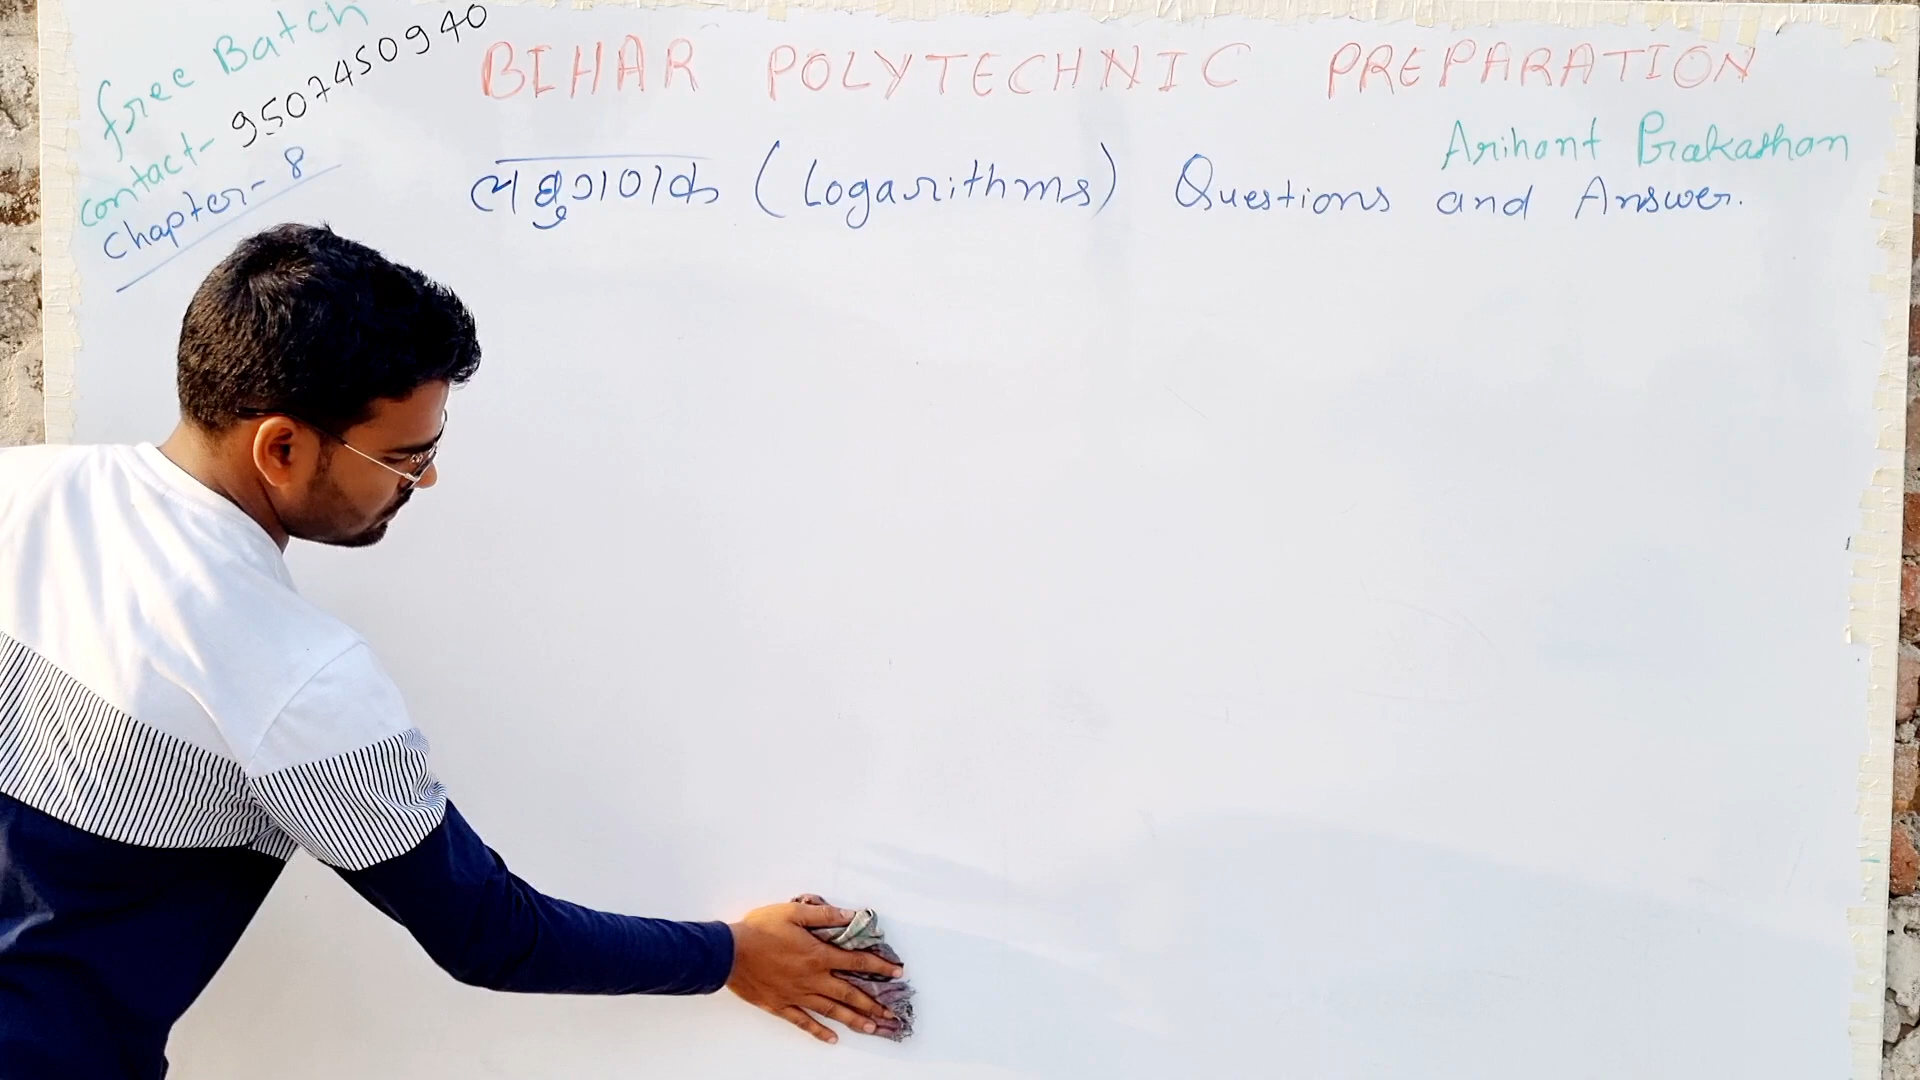 free Batch
contact- 9507450940
Chapter- 8
BIHAR POLYTECHNIC PREPARATION
Arihant Prakashan
लघुगणक (Logarithms) Questions and Answer.